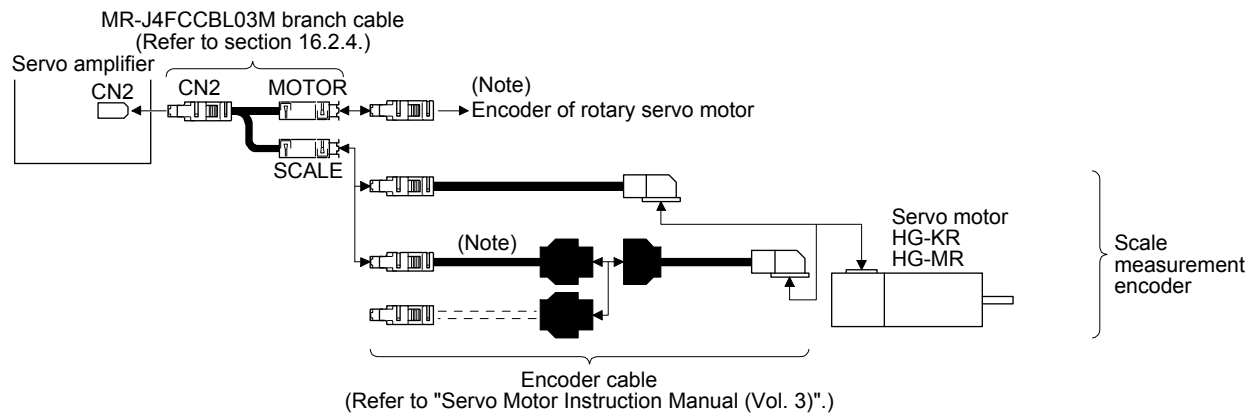 MR-J4FCCBL03M branch cable
(Refer to section 16.2.4.)
Servo amplifier
CN2
CN2
MOTOR
(Note)
Encoder of rotary servo motor
SCALE
Servo motor
HG-KR
HG-MR
(Note)
Scale
measurement
encoder
Encoder cable
(Refer to "Servo Motor Instruction Manual (Vol. 3)".)